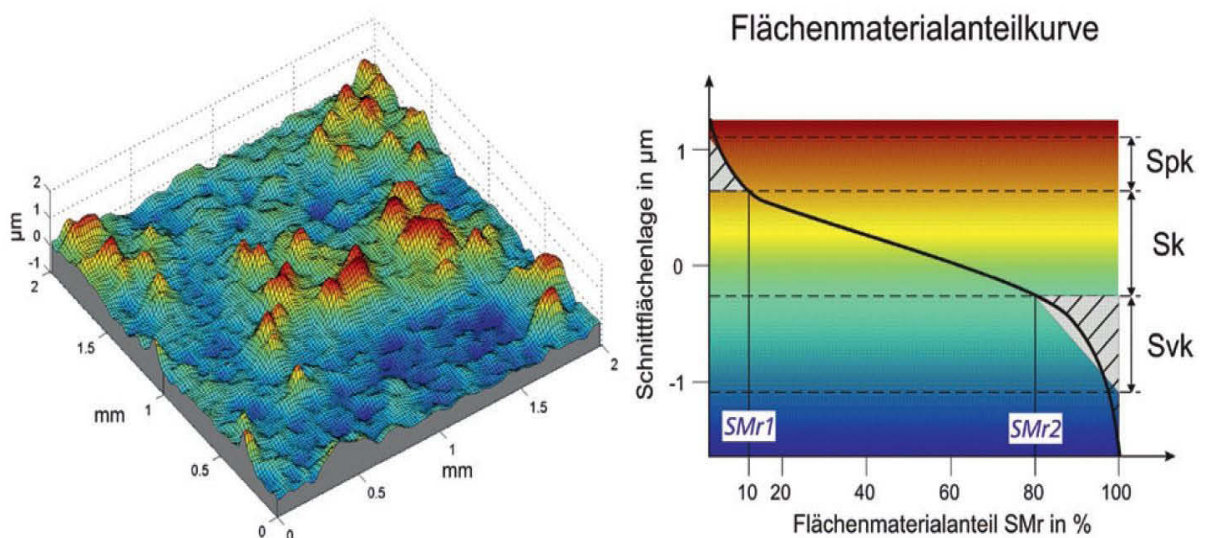 2
1
0
-1
µm
2
1.5
1
0.5
0
mm
0
0.5
1
1.5
2
mm
Flächenmaterialanteilkurve
Schnittflächenlage in µm
1
0
-1
Spk
Sk
Svk
SMr1
SMr2
10 20 40 60 80 100
Flächenmaterialanteil SMr in %